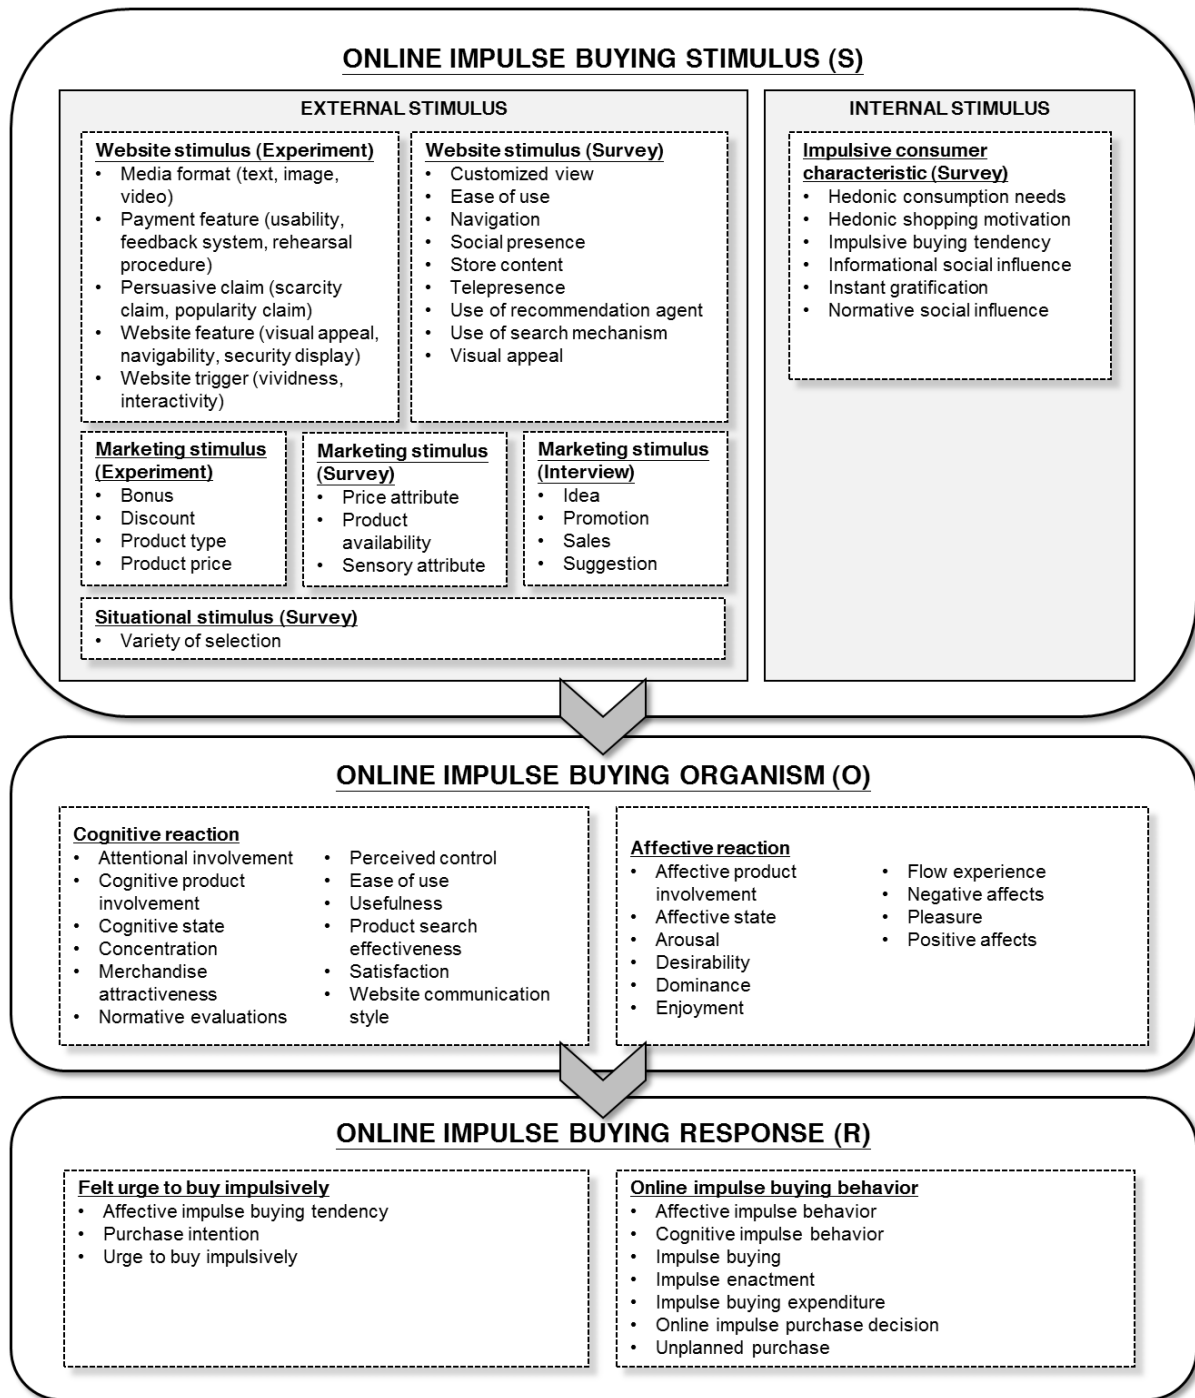 ONLINE IMPULSE BUYING STIMULUS (S)
EXTERNAL STIMULUS
Website stimulus (Experiment)
• Media format (text, image,
video)
• Payment feature (usability,
feedback system, rehearsal
procedure)
• Persuasive claim (scarcity
claim, popularity claim)
• Website feature (visual appeal,
navigability, security display)
• Website trigger (vividness,
interactivity)
Website stimulus (Survey)
• Customized view
• Ease of use
• Navigation
• Social presence
• Store content
• Telepresence
• Use of recommendation agent
• Use of search mechanism
• Visual appeal
Marketing stimulus
(Experiment)
• Bonus
• Discount
• Product type
• Product price
Marketing stimulus
(Survey)
• Price attribute
• Product
availability
• Sensory attribute
Marketing stimulus
(Interview)
• Idea
• Promotion
• Sales
• Suggestion
Situational stimulus (Survey)
• Variety of selection
INTERNAL STIMULUS
Impulsive consumer
characteristic (Survey)
• Hedonic consumption needs
• Hedonic shopping motivation
• Impulsive buying tendency
• Informational social influence
• Instant gratification
• Normative social influence
ONLINE IMPULSE BUYING ORGANISM (O)
Cognitive reaction
• Attentional involvement
• Cognitive product
involvement
• Cognitive state
• Concentration
• Merchandise
attractiveness
• Normative evaluations
• Perceived control
• Ease of use
• Usefulness
• Product search
effectiveness
• Satisfaction
• Website communication
style
Affective reaction
• Affective product
involvement
• Affective state
• Arousal
• Desirability
• Dominance
• Enjoyment
• Flow experience
• Negative affects
• Pleasure
• Positive affects
ONLINE IMPULSE BUYING RESPONSE (R)
Felt urge to buy impulsively
• Affective impulse buying tendency
• Purchase intention
• Urge to buy impulsively
Online impulse buying behavior
• Affective impulse behavior
• Cognitive impulse behavior
• Impulse buying
• Impulse enactment
• Impulse buying expenditure
• Online impulse purchase decision
• Unplanned purchase